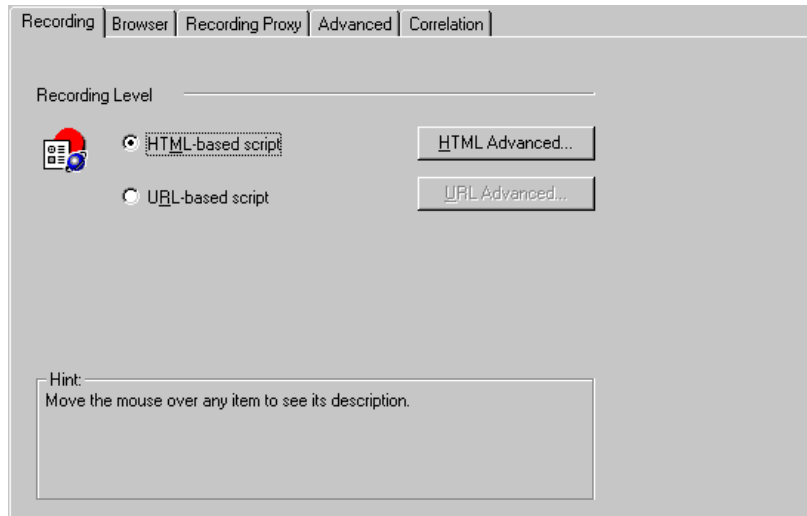 Recording Browser Recording Proxy Advanced Correlation
Recording Level
HTML-based script HTML Advanced...
URL-based script URL Advanced...
Hint:
Move the mouse over any item to see its description.